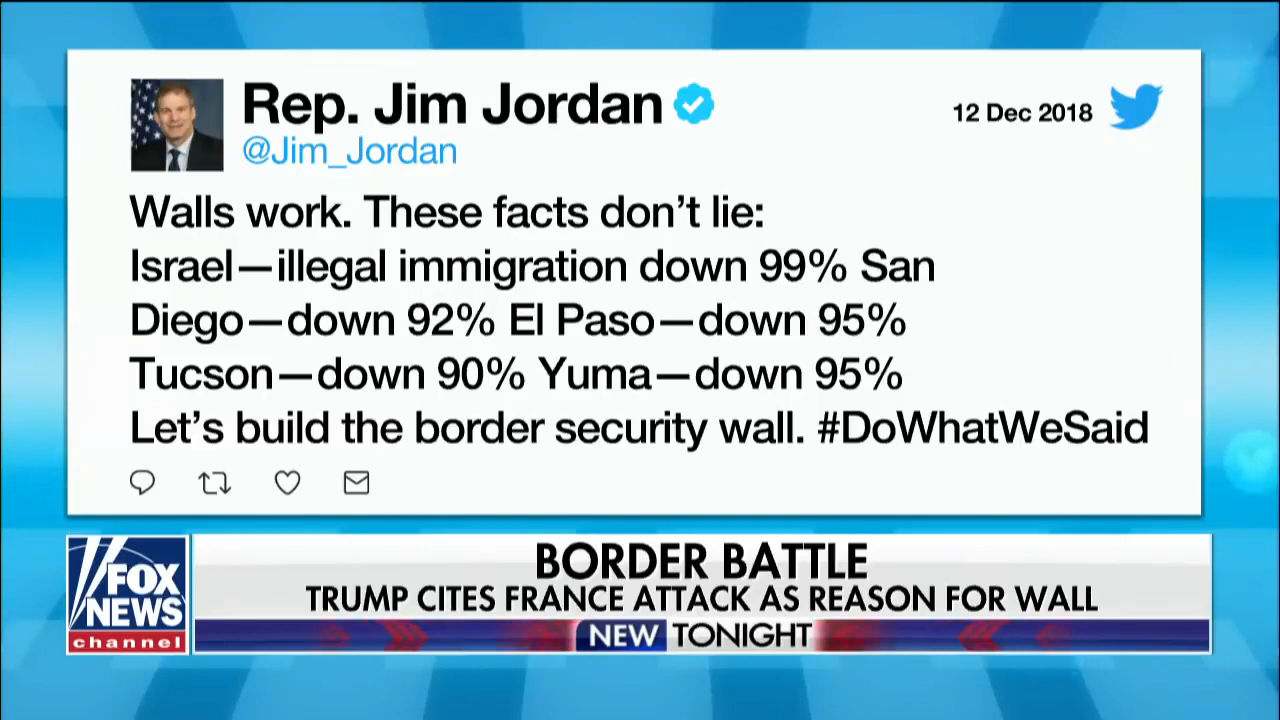 Rep. Jim Jordan
12 Dec 2018
@Jim_Jordan
Walls work. These facts don't lie:
Israel—illegal immigration down 99% San
Diego—down 92% El Paso—down 95%
Tucson—down 90% Yuma—down 95%
Let's build the border security wall. #DoWhatWeSaid
BORDER BATTLE
TRUMP CITES FRANCE ATTACK AS REASON FOR WALL
NEW TONIGHT
FOX
NEWS
channel